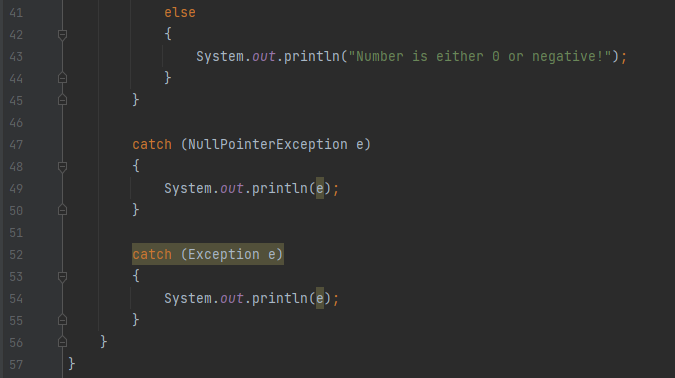 41 else
42 {
43 System.out.println("Number is either 0 or negative!");
44 }
45 }
46
47 catch (NullPointerException e)
48 {
49 System.out.println(e);
50 }
51
52 catch (Exception e)
53 {
54 System.out.println(e);
55 }
56 }
57 }